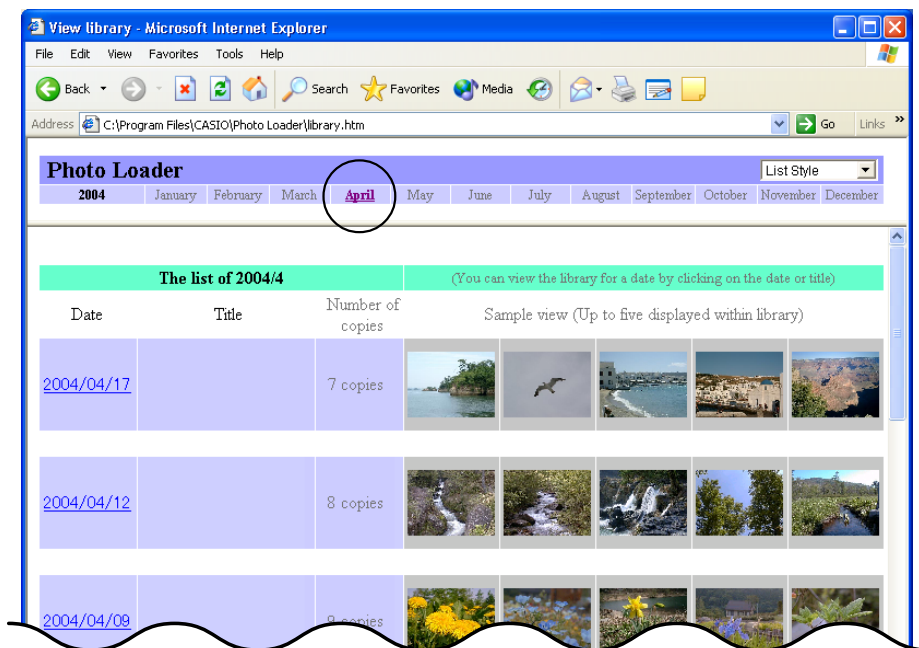 View library - Microsoft Internet Explorer
File Edit View Favorites Tools Help
Back Search Favorites Media
Address C:\Program Files\CASIO\Photo Loader\library.htm Go Links »
Photo Loader List Style
2004 January February March April May June July August September October November December
The list of 2004/4 (You can view the library for a date by clicking on the date or title)
Date Title Number of copies Sample view (Up to five displayed within library)
2004/04/17 7 copies
2004/04/12 8 copies
2004/04/09 9 copies